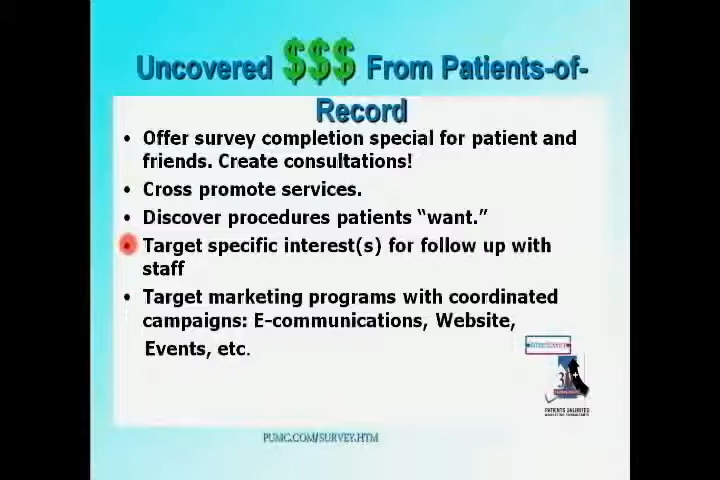 Uncovered $$$ From Patients-of-
Record
• Offer survey completion special for patient and
friends. Create consultations!
• Cross promote services.
• Discover procedures patients “want.”
• Target specific interest(s) for follow up with
staff
• Target marketing programs with coordinated
campaigns: E-communications, Website,
Events, etc.
PATIENTS UNLIMITED
MARKETING CONSULTANTS
PUMC.COM/SURVEY.HTM